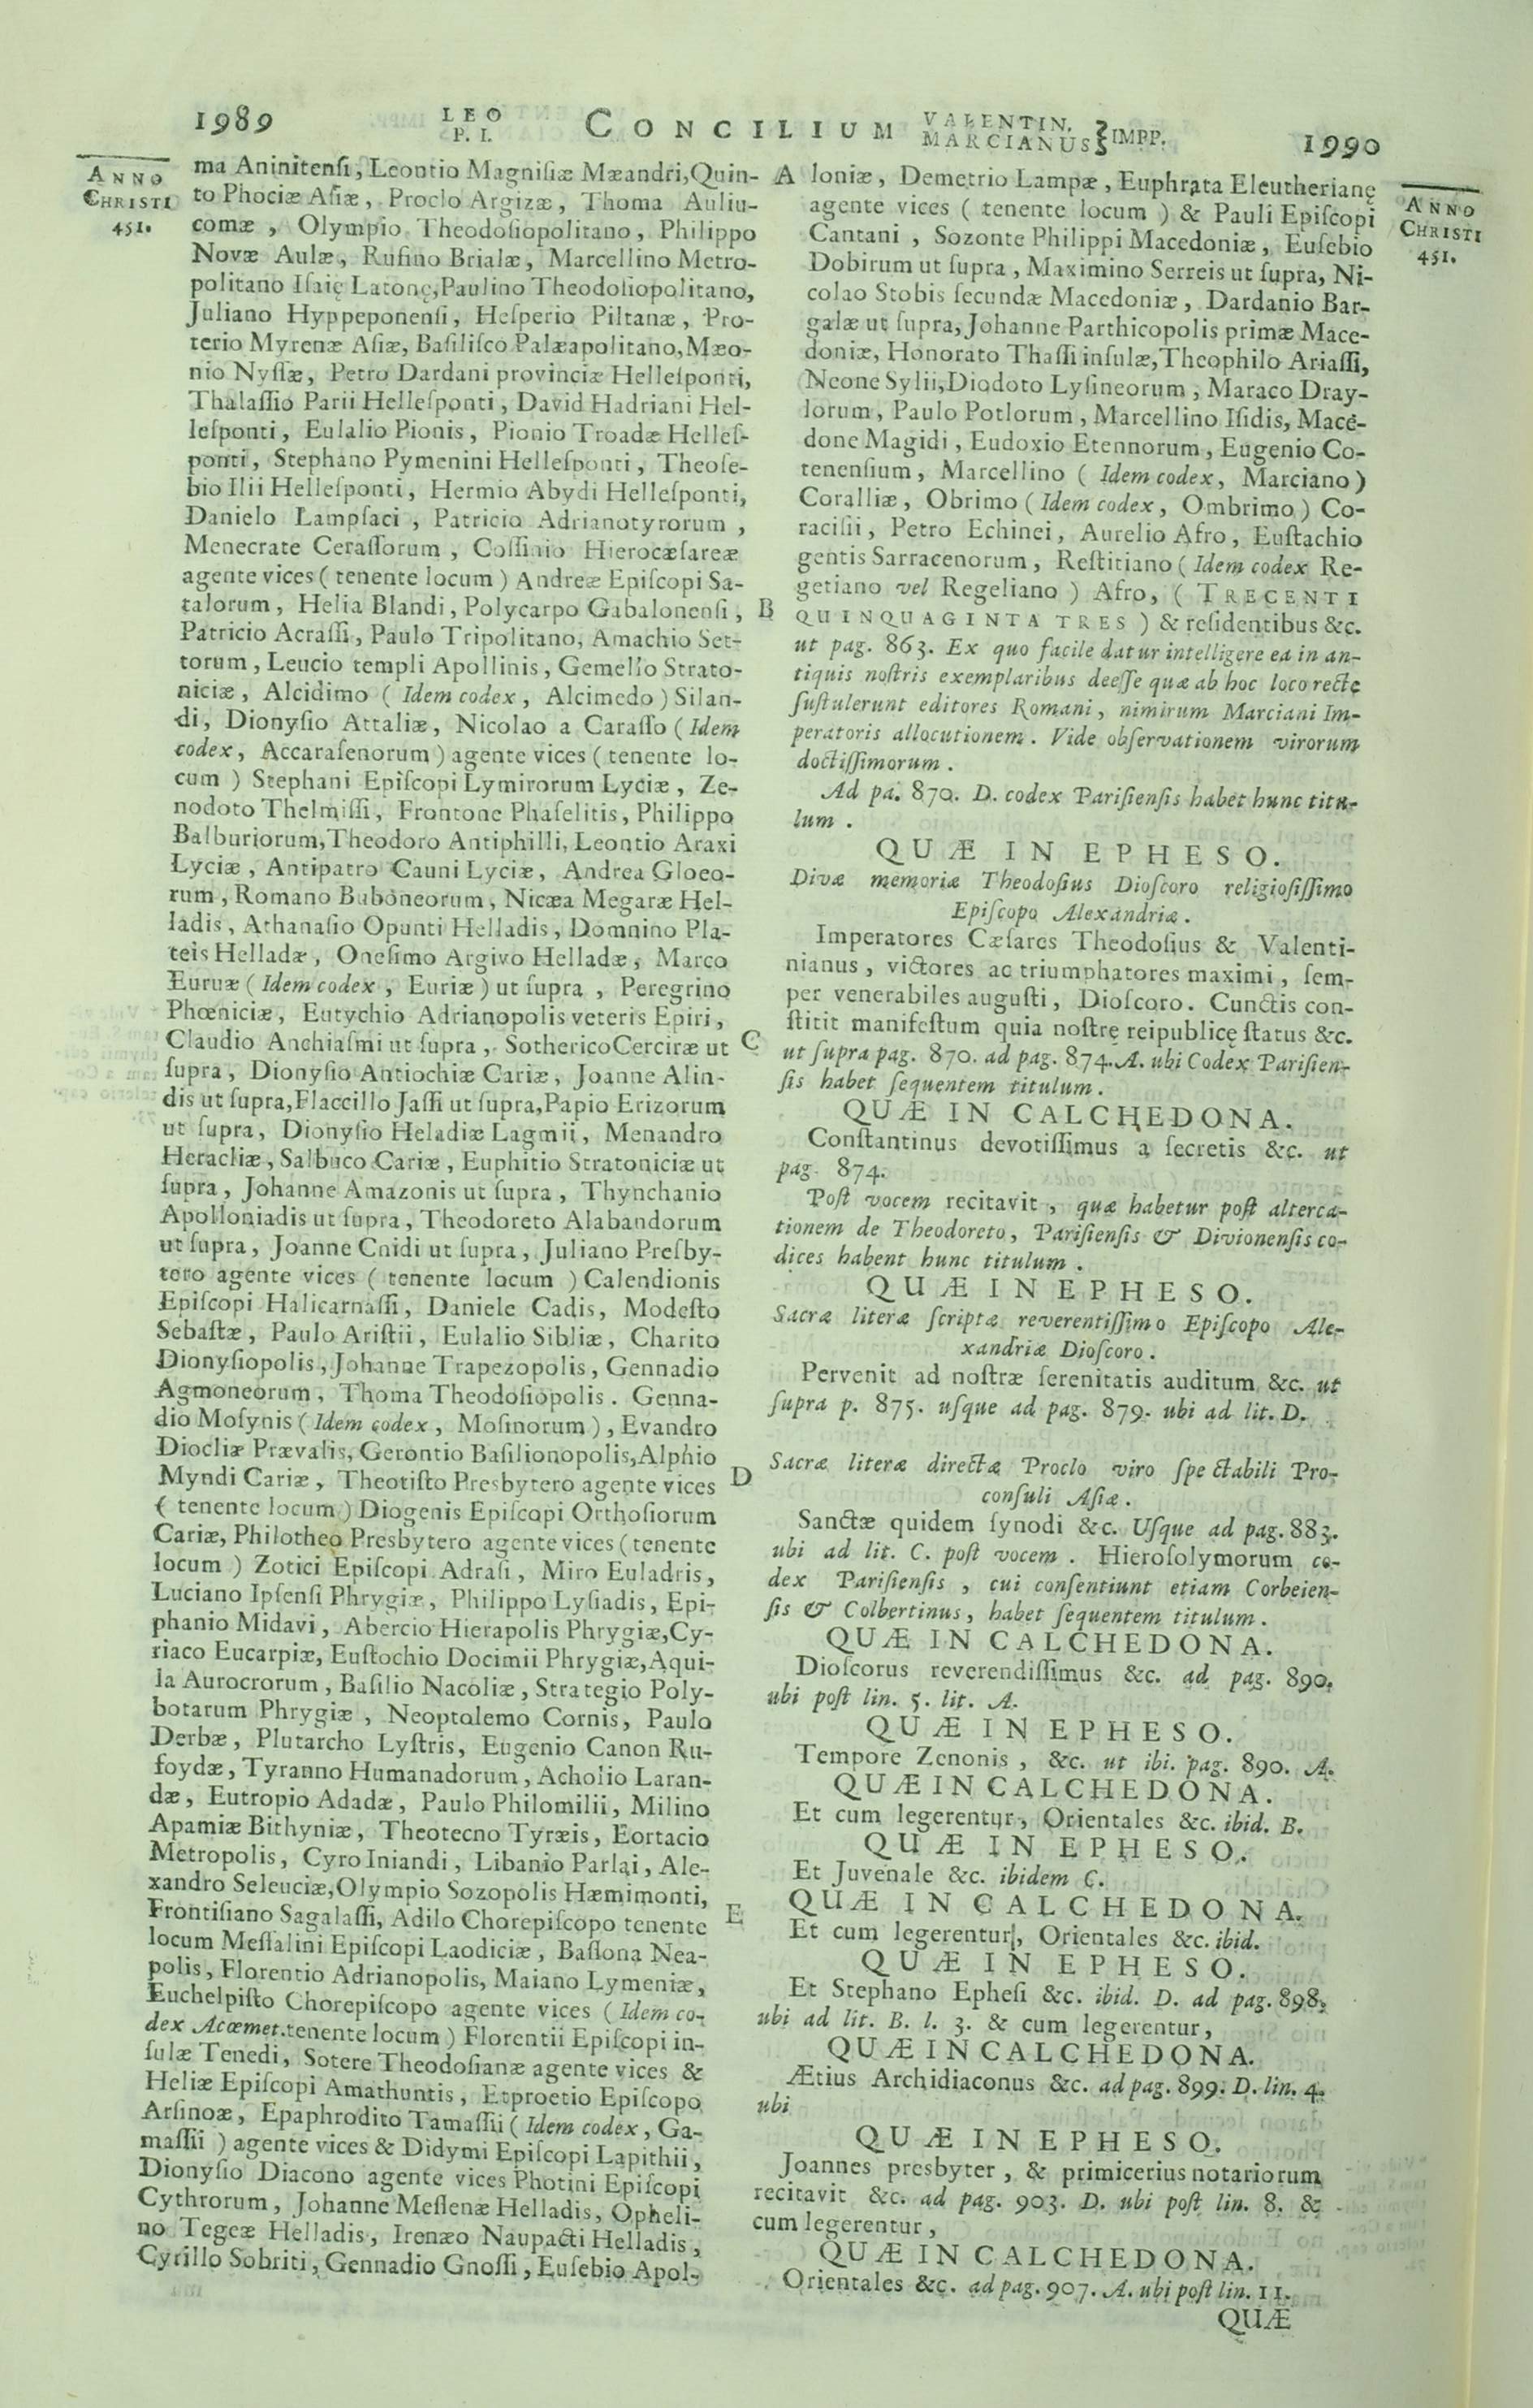 1989
LEO
P. I.
CONCILIUM
VALENTIN.
MARCIANUS
IMPP.
1990
ANNO
CHRISTI
451.
ma Aninitenſi, Leontio Magniſiæ Mæandri, Quin-
to Phociæ Aſiæ, Proclo Argizæ, Thoma Auliu-
comæ, Olympio Theodoſiopolitano, Philippo
Novæ Aulæ, Rufino Brialæ, Marcellino Metro-
politano Iſaię Latonę, Paulino Theodoſiopolitano,
Juliano Hyppeponenſi, Heſperio Piltanæ, Pro-
terio Myrenæ Aſiæ, Baſiliſco Palæapolitano, Mæo-
nio Nyſſæ, Petro Dardani provinciæ Helleſponti,
Thalaſſio Parii Helleſponti, David Hadriani Hel-
leſponti, Eulalio Pionis, Pionio Troadæ Helleſ-
ponti, Stephano Pymenini Helleſponti, Theoſe-
bio Ilii Helleſponti, Hermio Abydi Helleſponti,
Danielo Lampſaci, Patricio Adrianotyrorum,
Menecrate Ceraſſorum, Coſſinio Hierocæſareæ
agente vices (tenente locum) Andreæ Epiſcopi Sa-
talorum, Helia Blandi, Polycarpo Gabalonenſi,
Patricio Acraſſi, Paulo Tripolitano, Amachio Set-
torum, Leucio templi Apollinis, Gemello Strato-
niciæ, Alcidimo (Idem codex, Alcimedo) Silan-
di, Dionyſio Attaliæ, Nicolao a Caraſſo (Idem
codex, Accaraſenorum) agente vices (tenente lo-
cum) Stephani Epiſcopi Lymirorum Lyciæ, Ze-
nodoto Thelmiſſi, Frontone Phaſelitis, Philippo
Balburiorum, Theodoro Antiphilli, Leontio Araxi
Lyciæ, Antipatro Cauni Lyciæ, Andrea Gloeo-
rum, Romano Buboneorum, Nicæa Megaræ Hel-
ladis, Athanaſio Opunti Helladis, Domnino Pla-
teis Helladæ, Oneſimo Argivo Helladæ, Marco
Euruæ (Idem codex, Euriæ) ut ſupra, Peregrino
Phœniciæ, Eutychio Adrianopolis veteris Epiri,
Claudio Anchiaſmi ut ſupra, Sotherico Cerciræ ut
ſupra, Dionyſio Antiochiæ Cariæ, Joanne Alin-
dis ut ſupra, Flaccillo Jaſſi ut ſupra, Papio Erizorum
ut ſupra, Dionyſio Heladiæ Lagmii, Menandro
Heracliæ, Salbuco Cariæ, Euphitio Stratoniciæ ut
ſupra, Johanne Amazonis ut ſupra, Thynchanio
Apolloniadis ut ſupra, Theodoreto Alabandorum
ut ſupra, Joanne Cnidi ut ſupra, Juliano Preſby-
tero agente vices (tenente locum) Calendionis
Epiſcopi Halicarnaſſi, Daniele Cadis, Modeſto
Sebaſtæ, Paulo Ariſtii, Eulalio Sibliæ, Charito
Dionyſiopolis, Johanne Trapezopolis, Gennadio
Agmoneorum, Thoma Theodoſiopolis. Genna-
dio Moſynis (Idem codex, Moſinorum), Evandro
Diocliæ Prævalis, Gerontio Baſilionopolis, Alphio
Myndi Cariæ, Theotiſto Presbytero agente vices
(tenente locum) Diogenis Epiſcopi Orthoſiorum
Cariæ, Philotheo Presbytero agente vices (tenente
locum) Zotici Epiſcopi Adraſi, Miro Euladris,
Luciano Ipſenſi Phrygiæ, Philippo Lyſiadis, Epi-
phanio Midavi, Abercio Hierapolis Phrygiæ, Cy-
riaco Eucarpiæ, Euſtochio Docimii Phrygiæ, Aqui-
la Aurocrorum, Baſilio Nacoliæ, Strategio Poly-
botarum Phrygiæ, Neoptolemo Cornis, Paulo
Derbæ, Plutarcho Lyſtris, Eugenio Canon Ru-
foydæ, Tyranno Humanadorum, Acholio Laran-
dæ, Eutropio Adadæ, Paulo Philomilii, Milino
Apamiæ Bithyniæ, Theotecno Tyræis, Eortacio
Metropolis, Cyro Iniandi, Libanio Parlai, Ale-
xandro Seleuciæ, Olympio Sozopolis Hæmimonti,
Frontiſiano Sagalaſſi, Adilo Chorepiſcopo tenente
locum Meſſalini Epiſcopi Laodiciæ, Baſſona Nea-
polis, Florentio Adrianopolis, Maiano Lymeniæ,
Euchelpiſto Chorepiſcopo agente vices (Idem co-
dex Acœmet. tenente locum) Florentii Epiſcopi in-
ſulæ Tenedi, Sotere Theodoſianæ agente vices &
Heliæ Epiſcopi Amathuntis, Etproetio Epiſcopo
Arſinoæ, Epaphrodito Tamaſſii (Idem codex, Ga-
maſſii) agente vices & Didymi Epiſcopi Lapithii,
Dionyſio Diacono agente vices Photini Epiſcopi
Cythrorum, Johanne Meſſenæ Helladis, Opheli-
no Tegeæ Helladis, Irenæo Naupacti Helladis,
Cyrillo Sobriti, Gennadio Gnoſſi, Euſebio Apol-
A
B
C
D
E
loniæ, Demetrio Lampæ, Euphrata Eleutherianę
agente vices (tenente locum) & Pauli Epiſcopi
Cantani, Sozonte Philippi Macedoniæ, Euſebio
Dobirum ut ſupra, Maximino Serreis ut ſupra, Ni-
colao Stobis ſecundæ Macedoniæ, Dardanio Bar-
galæ ut ſupra, Johanne Parthicopolis primæ Mace-
doniæ, Honorato Thaſſi inſulæ, Theophilo Ariaſſi,
Neone Sylii, Diodoto Lyſineorum, Maraco Dray-
lorum, Paulo Potlorum, Marcellino Iſidis, Mace-
done Magidi, Eudoxio Etennorum, Eugenio Co-
tenenſium, Marcellino (Idem codex, Marciano)
Coralliæ, Obrimo (Idem codex, Ombrimo) Co-
raciſii, Petro Echinei, Aurelio Afro, Euſtachio
gentis Sarracenorum, Reſtitiano (Idem codex Re-
getiano vel Regeliano) Afro, (TRECENTI
QUINQUAGINTA TRES) & reſidentibus &c.
ut pag. 863. Ex quo facile datur intelligere ea in an-
tiquis noſtris exemplaribus deeſſe quæ ab hoc loco recte
ſuſtulerunt editores Romani, nimirum Marciani Im-
peratoris allocutionem. Vide obſervationem virorum
doctiſſimorum.
Ad pa. 870. D. codex Pariſienſis habet hunc titu-
lum.
QUÆ IN EPHESO.
Divæ memoriæ Theodoſius Dioſcoro religioſiſſimo
Epiſcopo Alexandriæ.
Imperatores Cæſares Theodoſius & Valenti-
nianus, victores ac triumphatores maximi, ſem-
per venerabiles auguſti, Dioſcoro. Cunctis con-
ſtitit manifeſtum quia noſtrę reipublicę ſtatus &c.
ut ſupra pag. 870. ad pag. 874. A. ubi Codex Pariſien-
ſis habet ſequentem titulum.
QUÆ IN CALCHEDONA.
Conſtantinus devotiſſimus a ſecretis &c. ut
pag. 874.
Poſt vocem recitavit, quæ habetur poſt alterca-
tionem de Theodoreto, Pariſienſis & Divionenſis co-
dices habent hunc titulum.
QUÆ IN EPHESO.
Sacræ literæ ſcriptæ reverentiſſimo Epiſcopo Ale-
xandriæ Dioſcoro.
Pervenit ad noſtræ ſerenitatis auditum &c. ut
ſupra p. 875. uſque ad pag. 879. ubi ad lit. D.
Sacræ literæ directæ Proclo viro ſpectabili Pro-
conſuli Aſiæ.
Sanctæ quidem ſynodi &c. Uſque ad pag. 883.
ubi ad lit. C. poſt vocem. Hieroſolymorum co-
dex Pariſienſis, cui conſentiunt etiam Corbeien-
ſis & Colbertinus, habet ſequentem titulum.
QUÆ IN CALCHEDONA.
Dioſcorus reverendiſſimus &c. ad pag. 890.
ubi poſt lin. 5. lit. A.
QUÆ IN EPHESO.
Tempore Zenonis, &c. ut ibi. pag. 890. A.
QUÆ IN CALCHEDONA.
Et cum legerentur, Orientales &c. ibid. B.
QUÆ IN EPHESO.
Et Juvenale &c. ibidem C.
QUÆ IN CALCHEDONA.
Et cum legerentur, Orientales &c. ibid.
QUÆ IN EPHESO.
Et Stephano Epheſi &c. ibid. D. ad pag. 898.
ubi ad lit. B. l. 3. & cum legerentur,
QUÆ IN CALCHEDONA.
Ætius Archidiaconus &c. ad pag. 899. D. lin. 4.
ubi
QUÆ IN EPHESO.
Joannes presbyter, & primicerius notariorum
recitavit &c. ad pag. 903. D. ubi poſt lin. 8. &
cum legerentur,
QUÆ IN CALCHEDONA.
Orientales &c. ad pag. 907. A. ubi poſt lin. 11.
QUÆ
ANNO
CHRISTI
451.